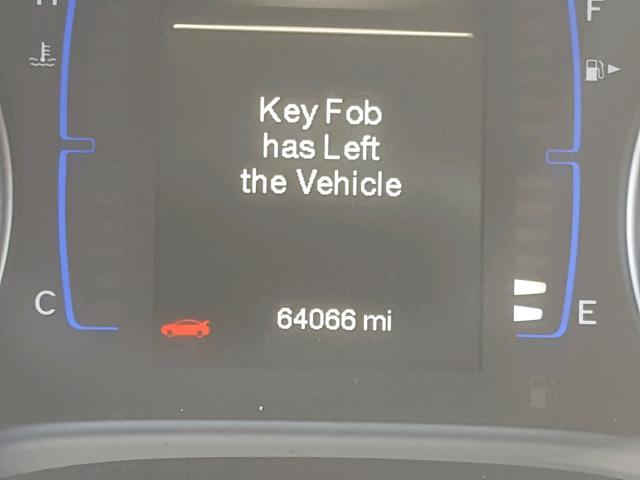 F
Key Fob
has Left
the Vehicle
C
64066 mi
E